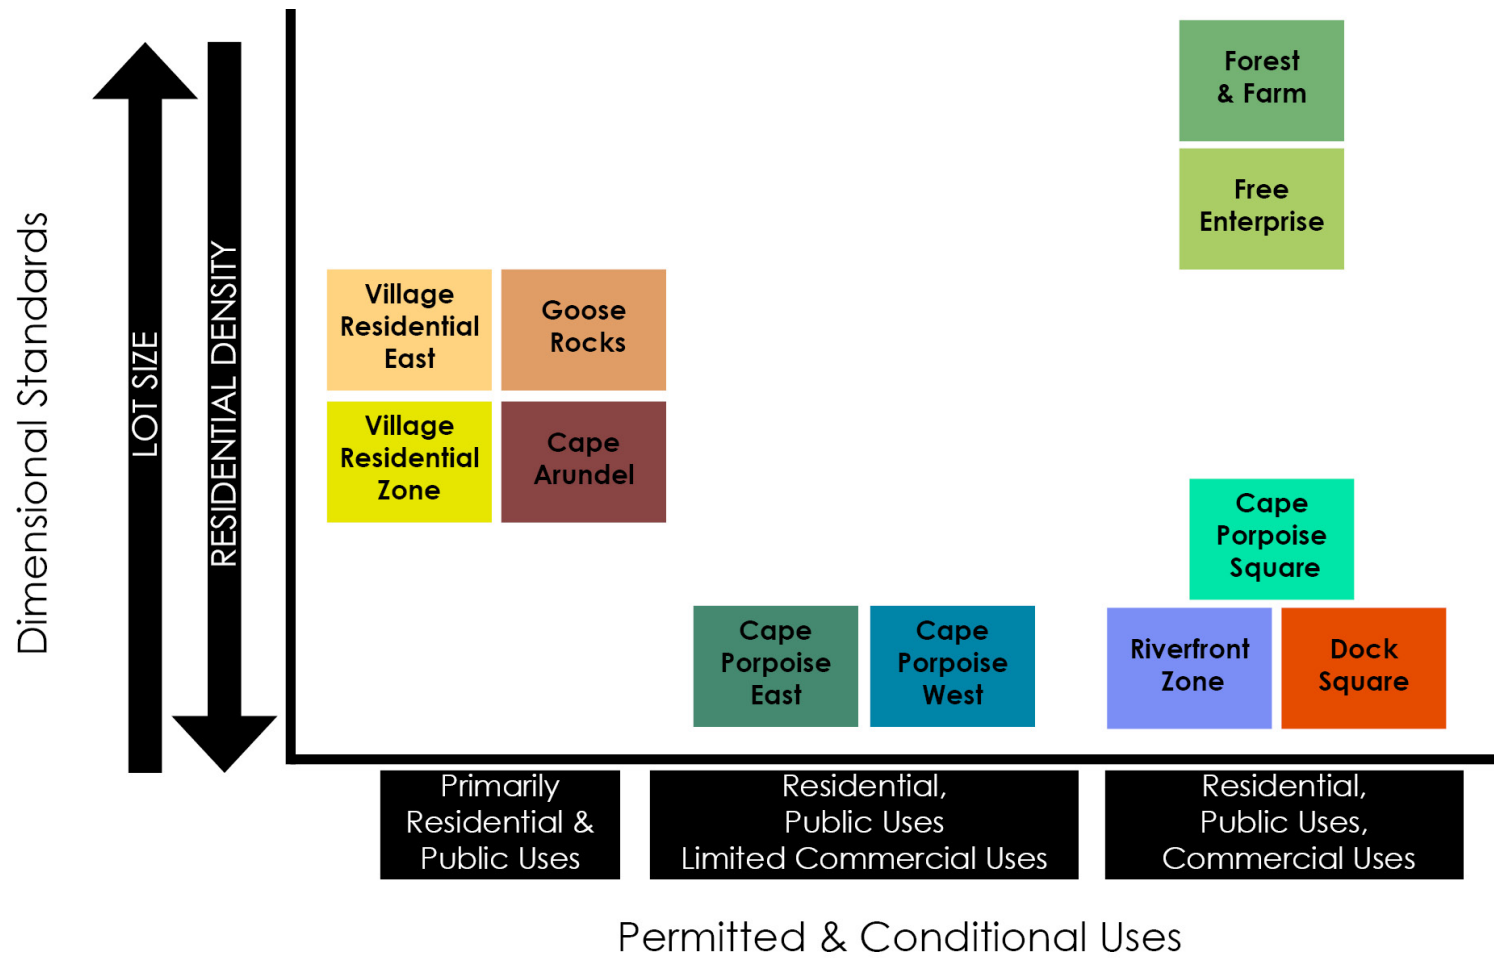 Dimensional Standards
LOT SIZE
RESIDENTIAL DENSITY
Forest
& Farm
Free
Enterprise
Village
Residential
East
Goose
Rocks
Village
Residential
Zone
Cape
Arundel
Cape
Porpoise
Square
Cape
Porpoise
East
Cape
Porpoise
West
Riverfront
Zone
Dock
Square
Primarily
Residential &
Public Uses
Residential,
Public Uses
Limited Commercial Uses
Residential,
Public Uses,
Commercial Uses
Permitted & Conditional Uses